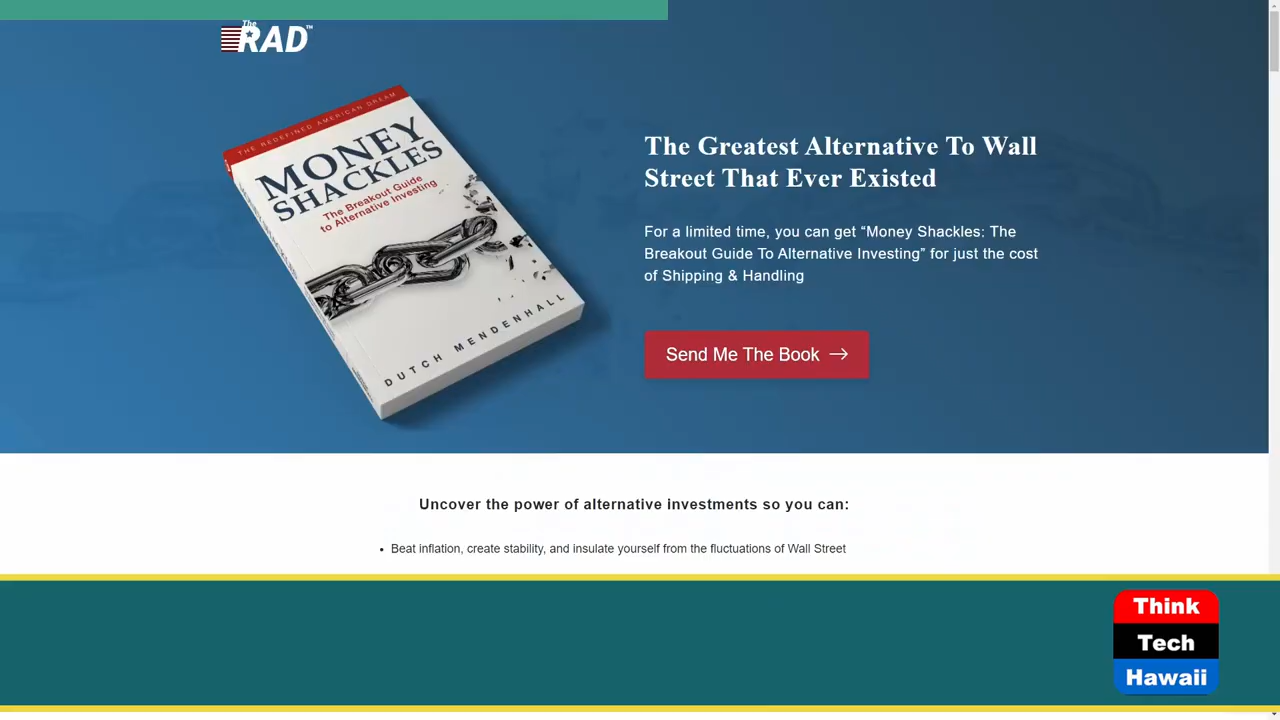 The
RAD™
THE REDEFINED AMERICAN DREAM
MONEY
SHACKLES
The Breakout Guide
to Alternative Investing
DUTCH MENDENHALL
The Greatest Alternative To Wall
Street That Ever Existed
For a limited time, you can get “Money Shackles: The
Breakout Guide To Alternative Investing” for just the cost
of Shipping & Handling
Send Me The Book →
Uncover the power of alternative investments so you can:
• Beat inflation, create stability, and insulate yourself from the fluctuations of Wall Street
Think
Tech
Hawaii